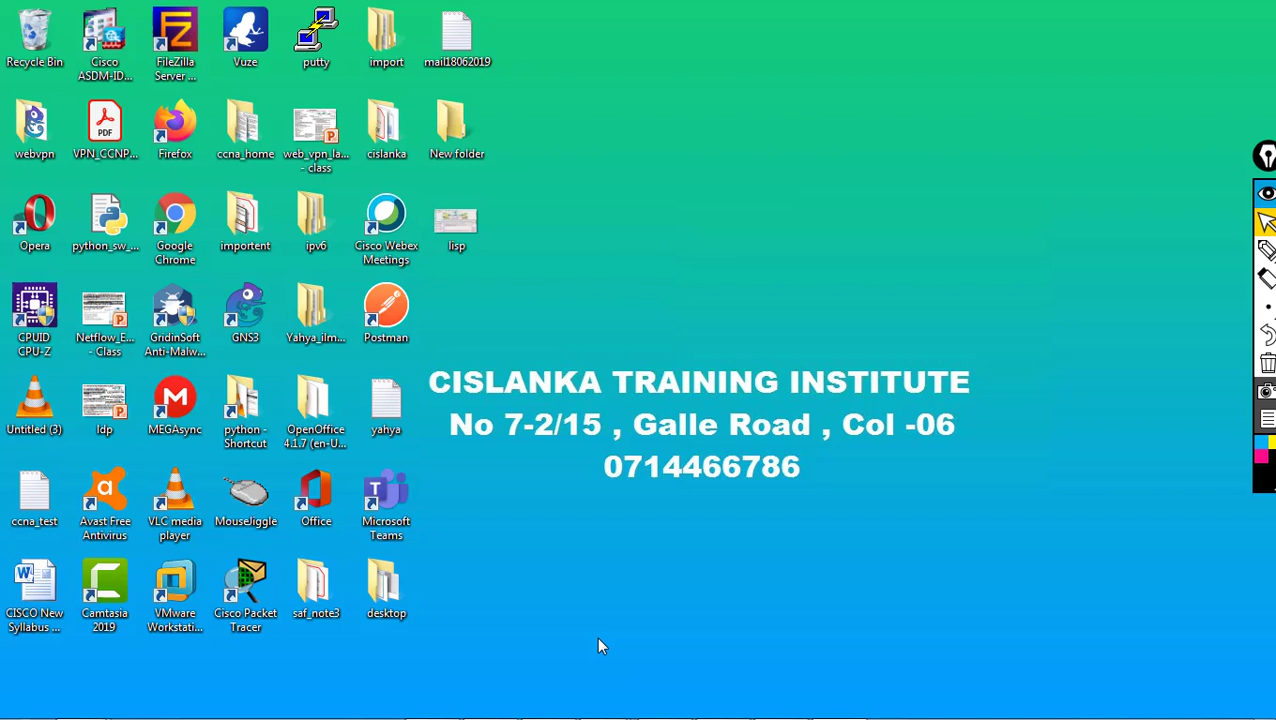 Recycle Bin
Cisco
ASDM-ID...
FileZilla
Server ...
Vuze
putty
import
mail18062019
webvpn
PDF
VPN_CCNP...
Firefox
ccna_home
web_vpn_la...
- class
cislanka
New folder
Opera
python_sw_...
Google
Chrome
importent
ipv6
Cisco Webex
Meetings
lisp
CPUID
CPU-Z
Netflow_E...
- Class
GridinSoft
Anti-Malw...
GNS3
Yahya_ilm...
Postman
Untitled (3)
ldp
MEGAsync
python -
Shortcut
OpenOffice
4.1.7 (en-U...
yahya
ccna_test
Avast Free
Antivirus
VLC media
player
MouseJiggle
Office
Microsoft
Teams
CISCO New
Syllabus ...
Camtasia
2019
VMware
Workstati...
Cisco Packet
Tracer
saf_note3
desktop
CISLANKA TRAINING INSTITUTE
No 7-2/15 , Galle Road , Col -06
0714466786